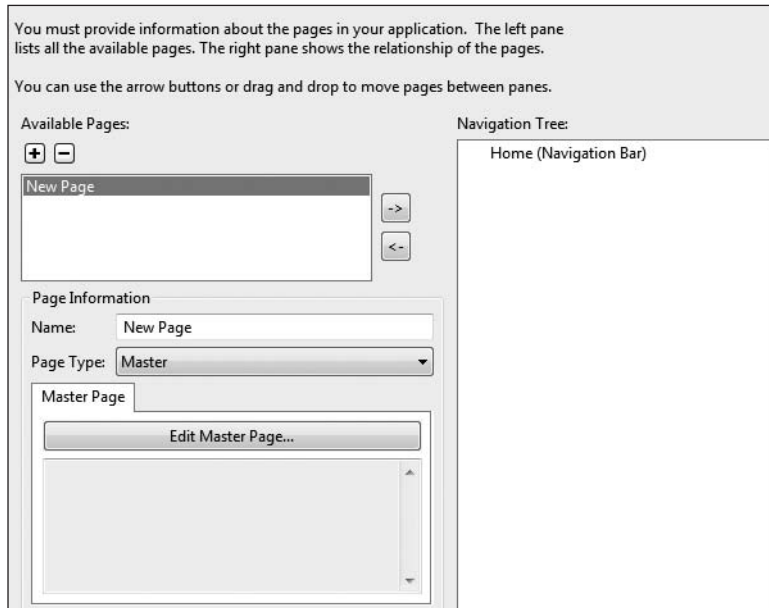 You must provide information about the pages in your application. The left pane
lists all the available pages. The right pane shows the relationship of the pages.
You can use the arrow buttons or drag and drop to move pages between panes.
Available Pages:
Navigation Tree:
+ −
Home (Navigation Bar)
New Page
->
<-
Page Information
Name: New Page
Page Type: Master
Master Page
Edit Master Page...